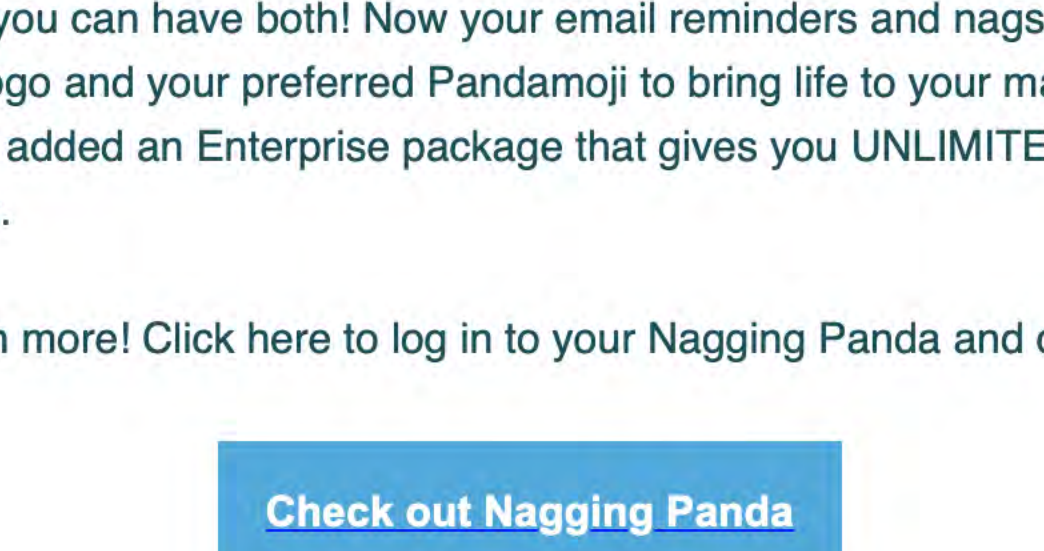 you can have both! Now your email reminders and nags
go and your preferred Pandamoji to bring life to your ma
added an Enterprise package that gives you UNLIMITE
.
more! Click here to log in to your Nagging Panda and
Check out Nagging Panda